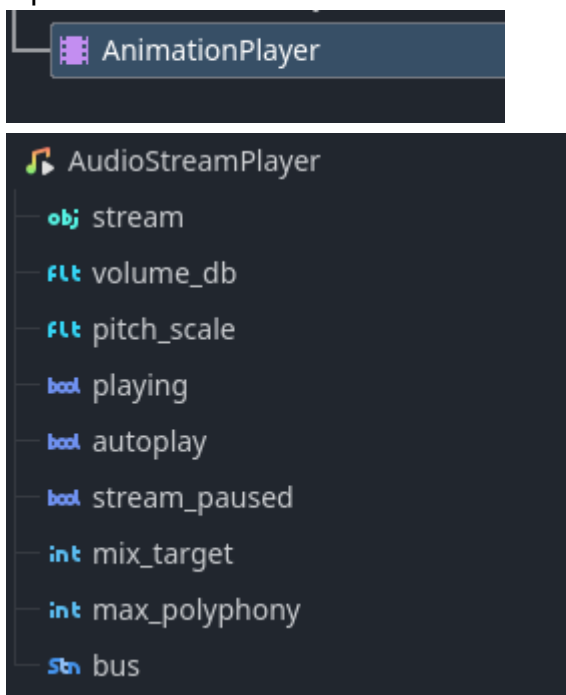 AnimationPlayer
AudioStreamPlayer
obj stream
flt volume_db
flt pitch_scale
bool playing
bool autoplay
bool stream_paused
int mix_target
int max_polyphony
Stn bus